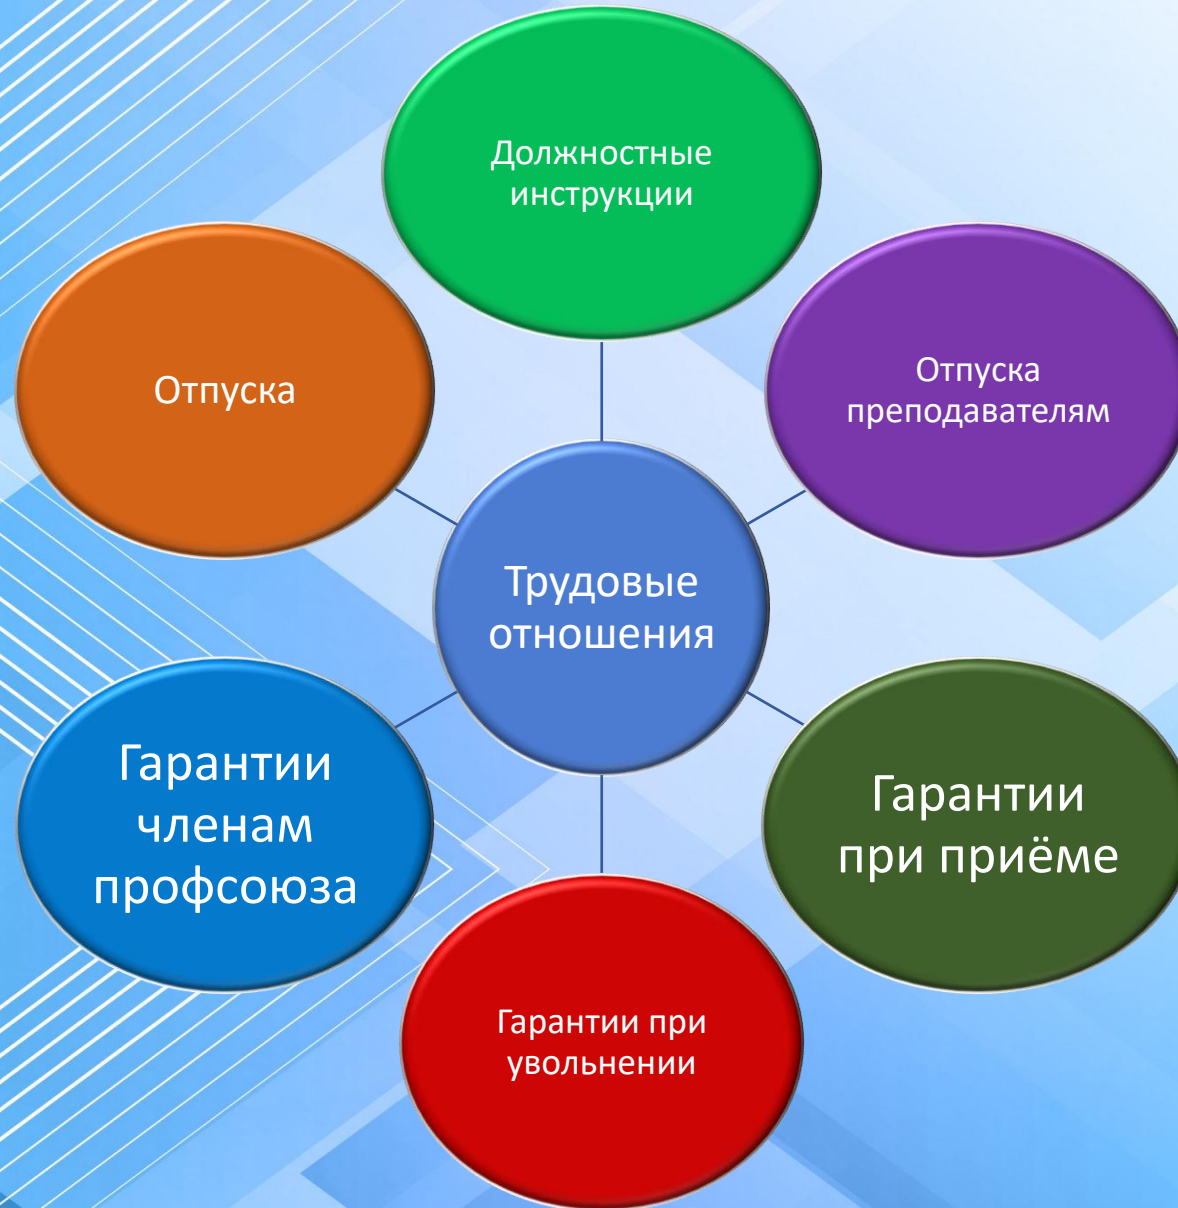 Должностные
инструкции
Отпуска
преподавателям
Отпуска
Трудовые
отношения
Гарантии
членам
профсоюза
Гарантии
при приёме
Гарантии при
увольнении